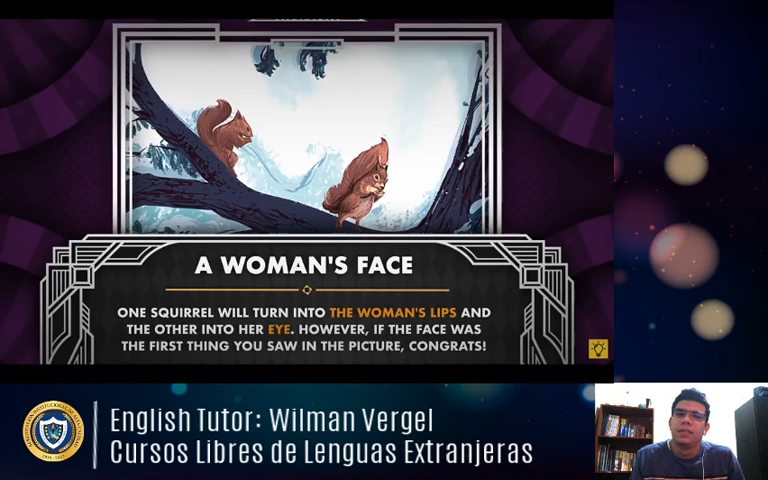 A WOMAN'S FACE
ONE SQUIRREL WILL TURN INTO THE WOMAN'S LIPS AND
THE OTHER INTO HER EYE. HOWEVER, IF THE FACE WAS
THE FIRST THING YOU SAW IN THE PICTURE, CONGRATS!
English Tutor: Wilman Vergel
Cursos Libres de Lenguas Extranjeras